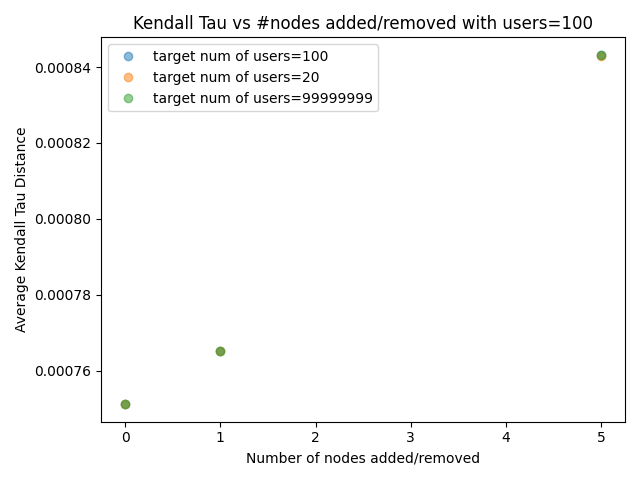 Kendall Tau vs #nodes added/removed with users=100
target num of users=100
target num of users=20
target num of users=99999999
Average Kendall Tau Distance
0.00084
0.00082
0.00080
0.00078
0.00076
0 1 2 3 4 5
Number of nodes added/removed